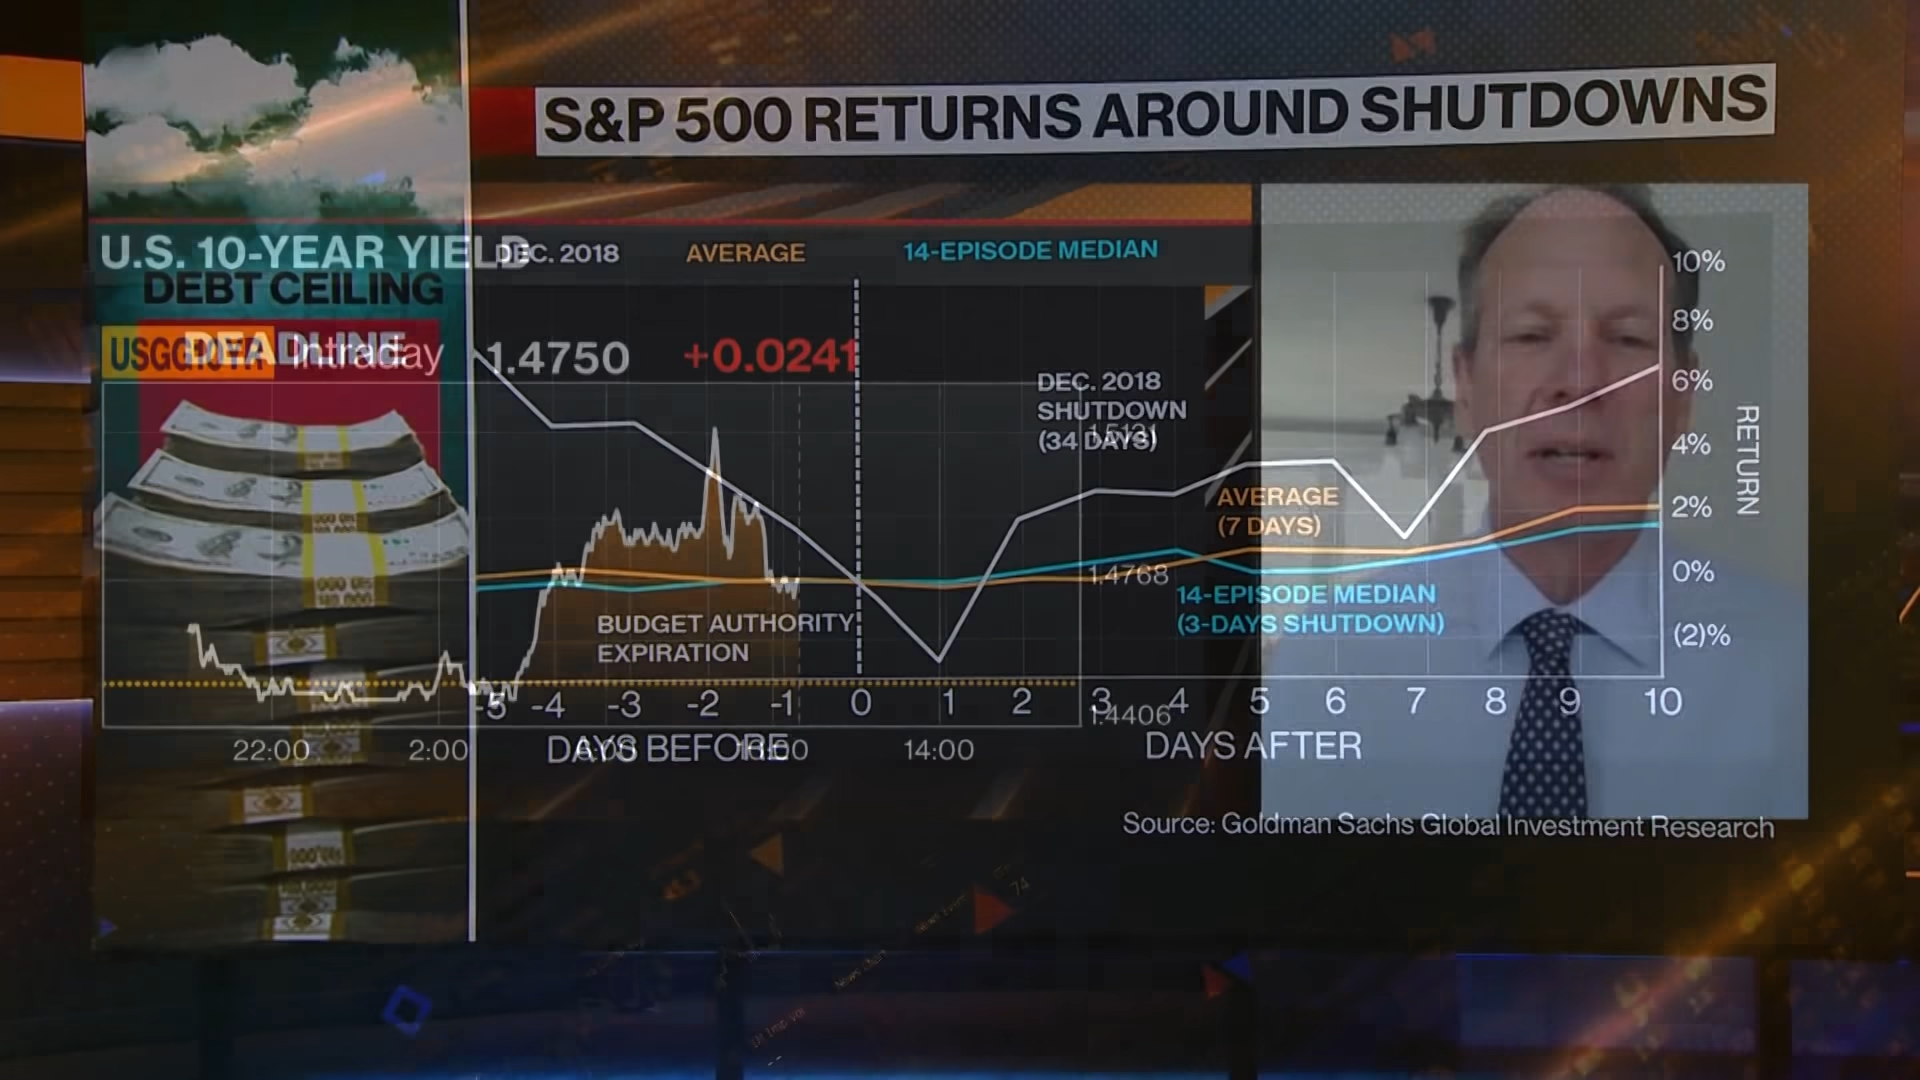 S&P 500 RETURNS AROUND SHUTDOWNS
U.S. 10-YEAR YIELD
DEBT CEILING
DEADLINE
Intraday
1.4750
+0.0241
DEC. 2018
AVERAGE
14-EPISODE MEDIAN
DEC. 2018
SHUTDOWN
(34 DAYS)
AVERAGE
(7 DAYS)
14-EPISODE MEDIAN
(3-DAYS SHUTDOWN)
BUDGET AUTHORITY
EXPIRATION
1.4768
1.4406
10%
8%
6%
4%
2%
0%
(2)%
RETURN
-5 -4 -3 -2 -1 0 1 2 3 4 5 6 7 8 9 10
DAYS BEFORE
DAYS AFTER
22:00 2:00 14:00
Source: Goldman Sachs Global Investment Research